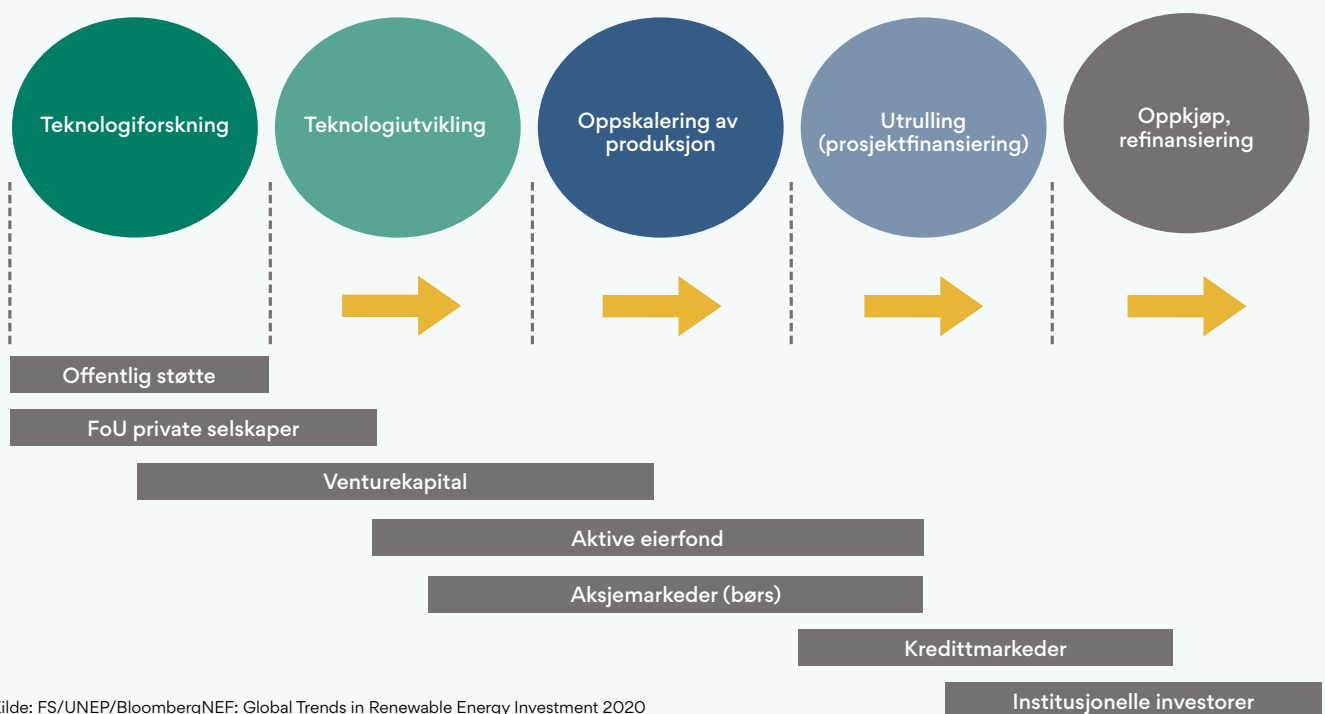 Teknologiforskning
Teknologiutvikling
Oppskalering av
produksjon
Utrulling
(prosjektfinansiering)
Oppkjøp,
refinansiering
Offentlig støtte
FoU private selskaper
Venturekapital
Aktive eierfond
Aksjemarkeder (børs)
Kredittmarkeder
Institusjonelle investorer
ilde: FS/UNEP/BloombergNEF: Global Trends in Renewable Energy Investment 2020